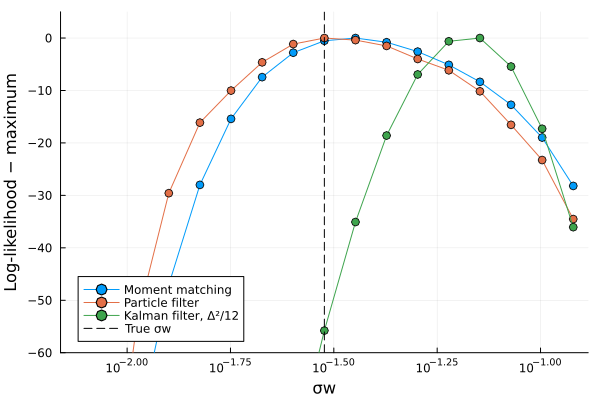 Log-likelihood − maximum
0
−10
−20
−30
−40
−50
−60
Moment matching
Particle filter
Kalman filter, Δ²/12
True σw
10^−2.00 10^−1.75 10^−1.50 10^−1.25 10^−1.00
σw